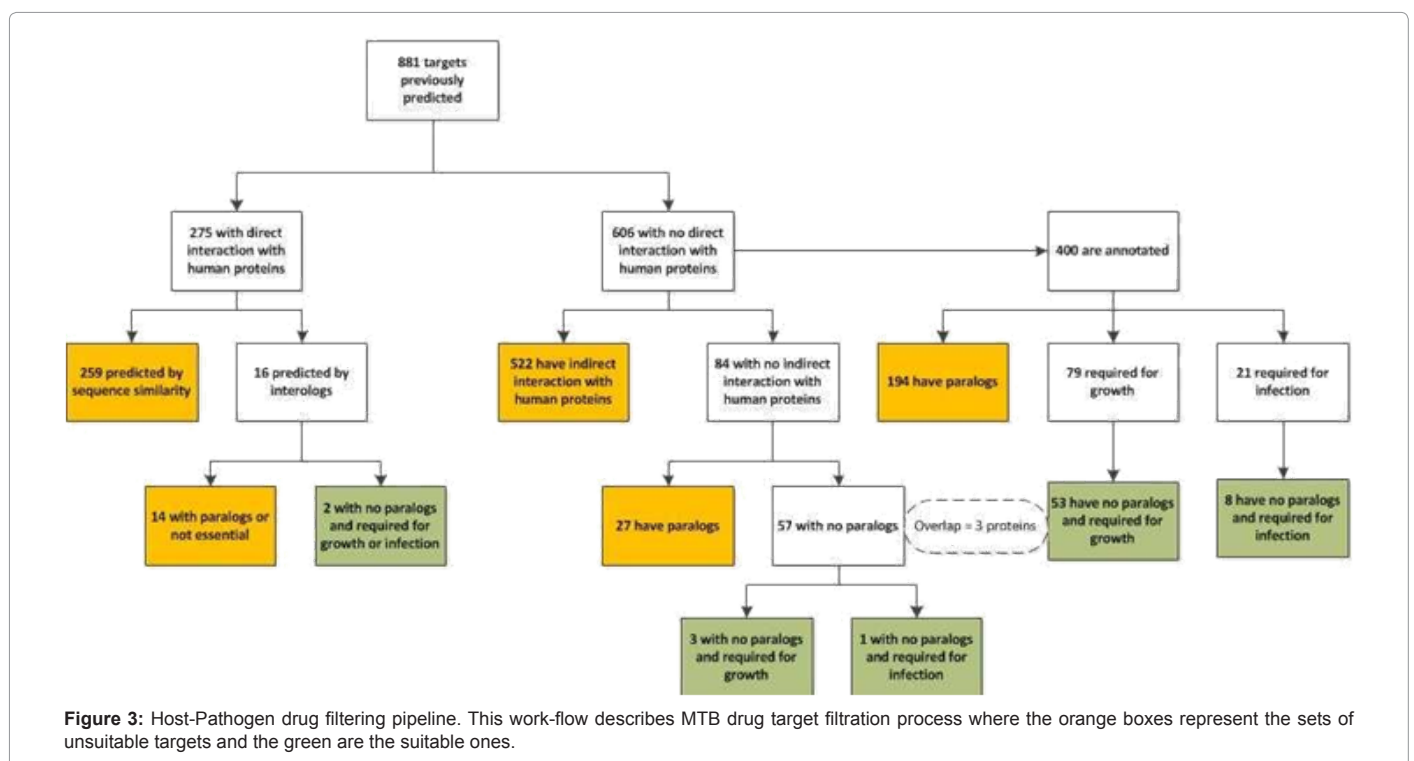 881 targets
previously
predicted
275 with direct
interaction with
human proteins
606 with no direct
interaction with
human proteins
400 are annotated
259 predicted by
sequence similarity
16 predicted by
interologs
522 have indirect
interaction with
human proteins
84 with no indirect
interaction with
human proteins
194 have paralogs
79 required for
growth
21 required for
infection
14 with paralogs or
not essential
2 with no paralogs
and required for
growth or infection
27 have paralogs
57 with no paralogs
Overlap = 3 proteins
53 have no paralogs
and required for
growth
8 have no paralogs
and required for
infection
3 with no paralogs
and required for
growth
1 with no paralogs
and required for
infection
Figure 3: Host-Pathogen drug filtering pipeline. This work-flow describes MTB drug target filtration process where the orange boxes represent the sets of
unsuitable targets and the green are the suitable ones.